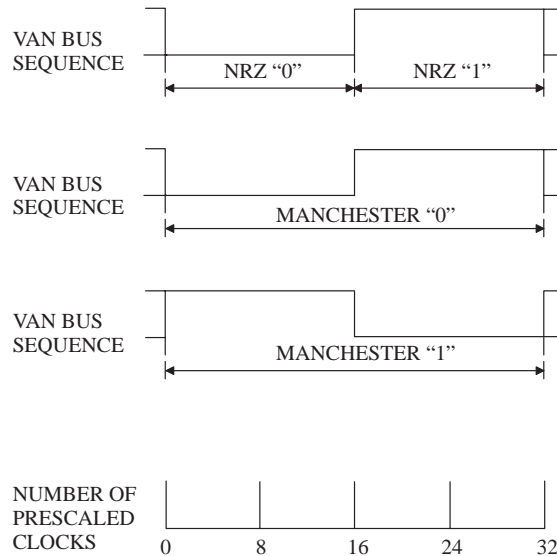 VAN BUS
SEQUENCE
NRZ “0”
NRZ “1”
VAN BUS
SEQUENCE
MANCHESTER “0”
VAN BUS
SEQUENCE
MANCHESTER “1”
NUMBER OF
PRESCALED
CLOCKS
0 8 16 24 32